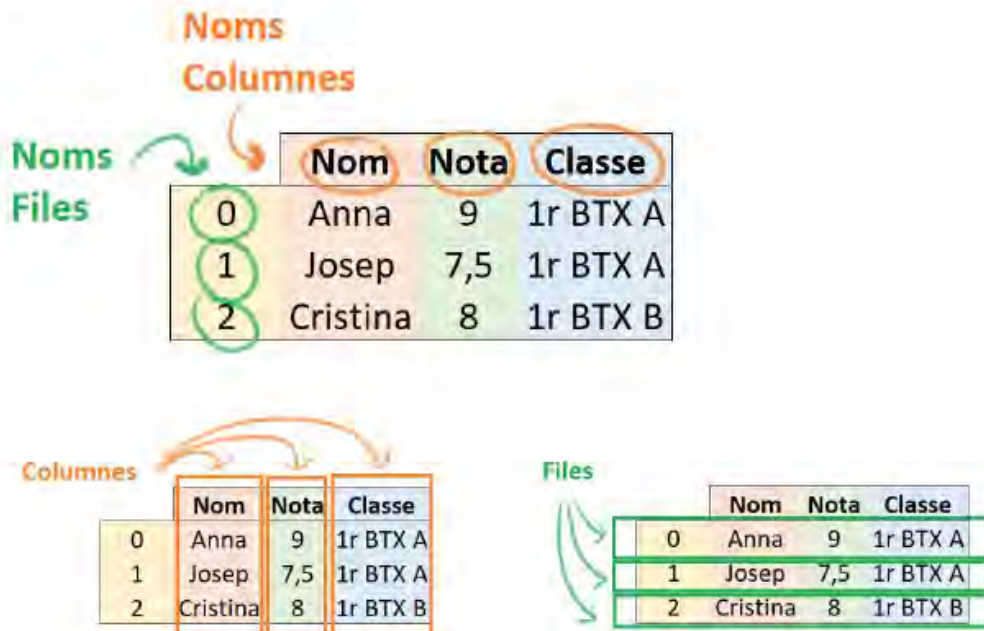 Noms
Columnes
Noms
Files
Nom Nota Classe
0 Anna 9 1r BTX A
1 Josep 7,5 1r BTX A
2 Cristina 8 1r BTX B
Columnes
Nom Nota Classe
0 Anna 9 1r BTX A
1 Josep 7,5 1r BTX A
2 Cristina 8 1r BTX B
Files
Nom Nota Classe
0 Anna 9 1r BTX A
1 Josep 7,5 1r BTX A
2 Cristina 8 1r BTX B